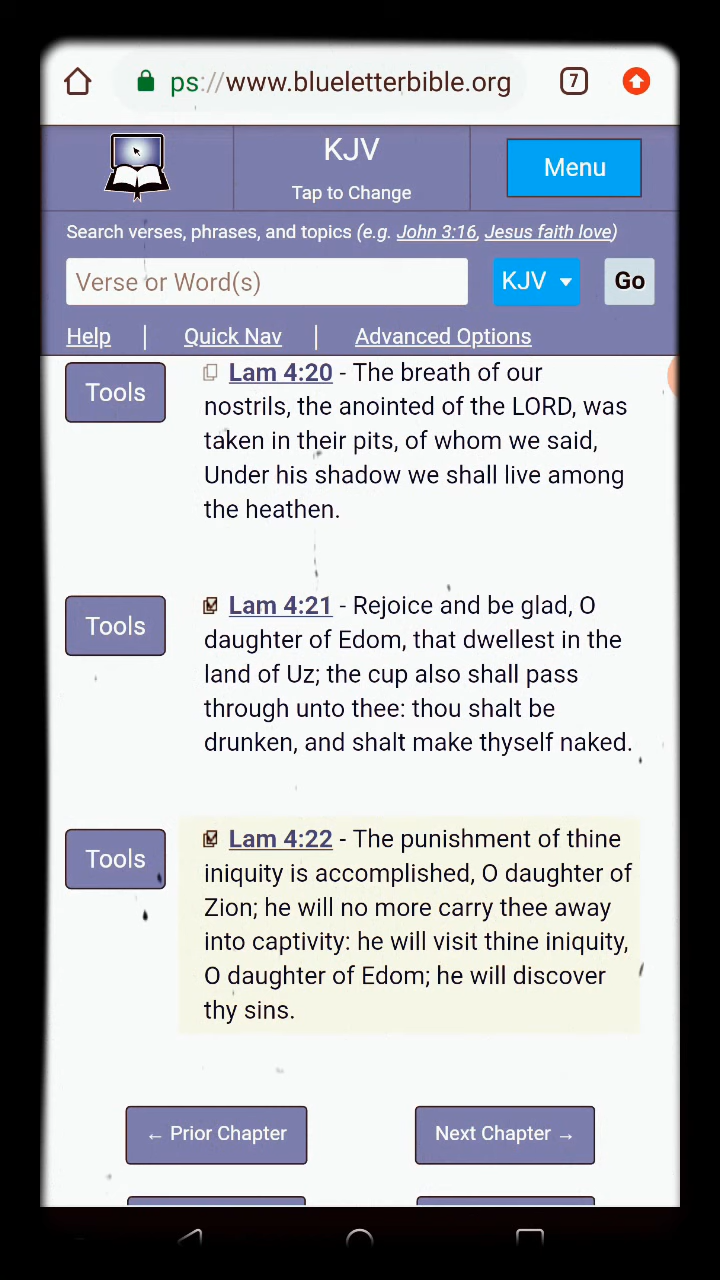 ps://www.blueletterbible.org
7
KJV
Tap to Change
Menu
Search verses, phrases, and topics (e.g. John 3:16, Jesus faith love)
Verse or Word(s)
KJV
Go
Help | Quick Nav | Advanced Options
Tools
Lam 4:20 - The breath of our
nostrils, the anointed of the LORD, was
taken in their pits, of whom we said,
Under his shadow we shall live among
the heathen.
Tools
Lam 4:21 - Rejoice and be glad, O
daughter of Edom, that dwellest in the
land of Uz; the cup also shall pass
through unto thee: thou shalt be
drunken, and shalt make thyself naked.
Tools
Lam 4:22 - The punishment of thine
iniquity is accomplished, O daughter of
Zion; he will no more carry thee away
into captivity: he will visit thine iniquity,
O daughter of Edom; he will discover
thy sins.
← Prior Chapter
Next Chapter →